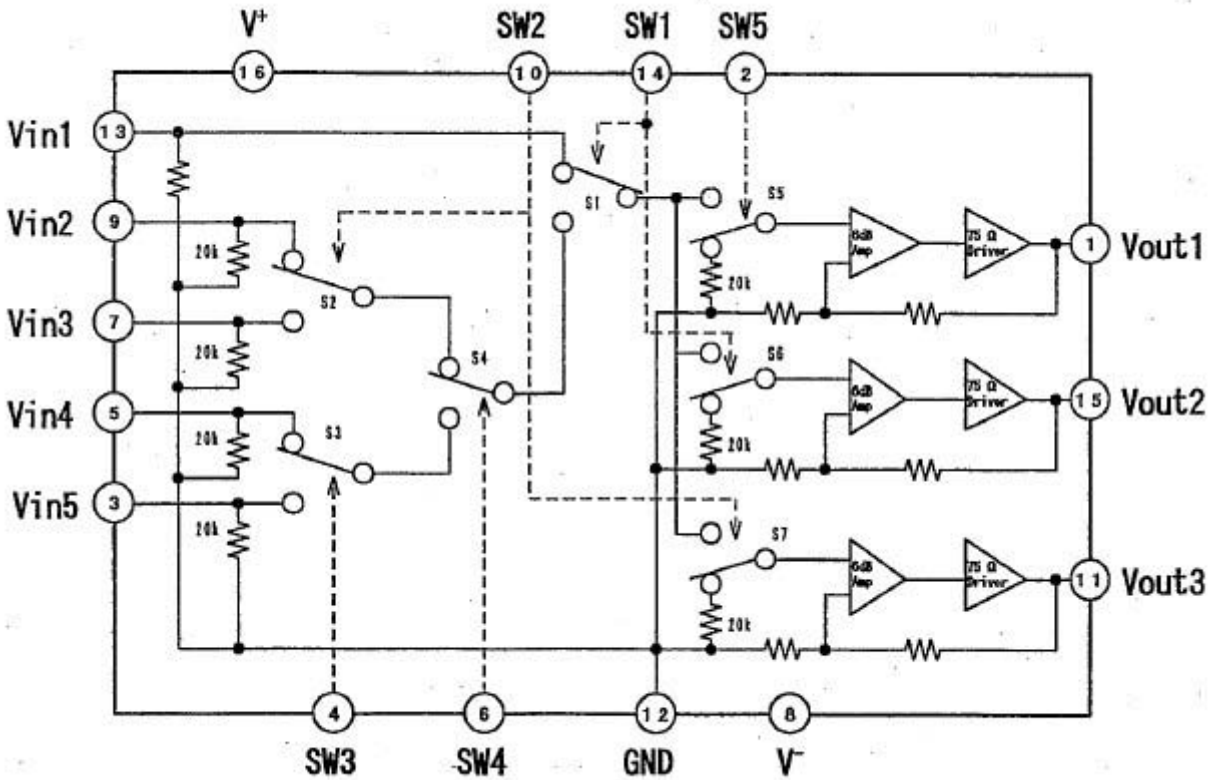 V+ SW2 SW1 SW5
16 10 14 2
Vin1 13
S1
S5
Vin2 9
20k
6dB Amp
75 Ω Driver
1 Vout1
20k
S2
Vin3 7
20k
S4
S6
6dB Amp
75 Ω Driver
15 Vout2
Vin4 5
20k
S3
20k
Vin5 3
20k
S7
6dB Amp
75 Ω Driver
11 Vout3
20k
4 6 12 8
SW3 SW4 GND V-